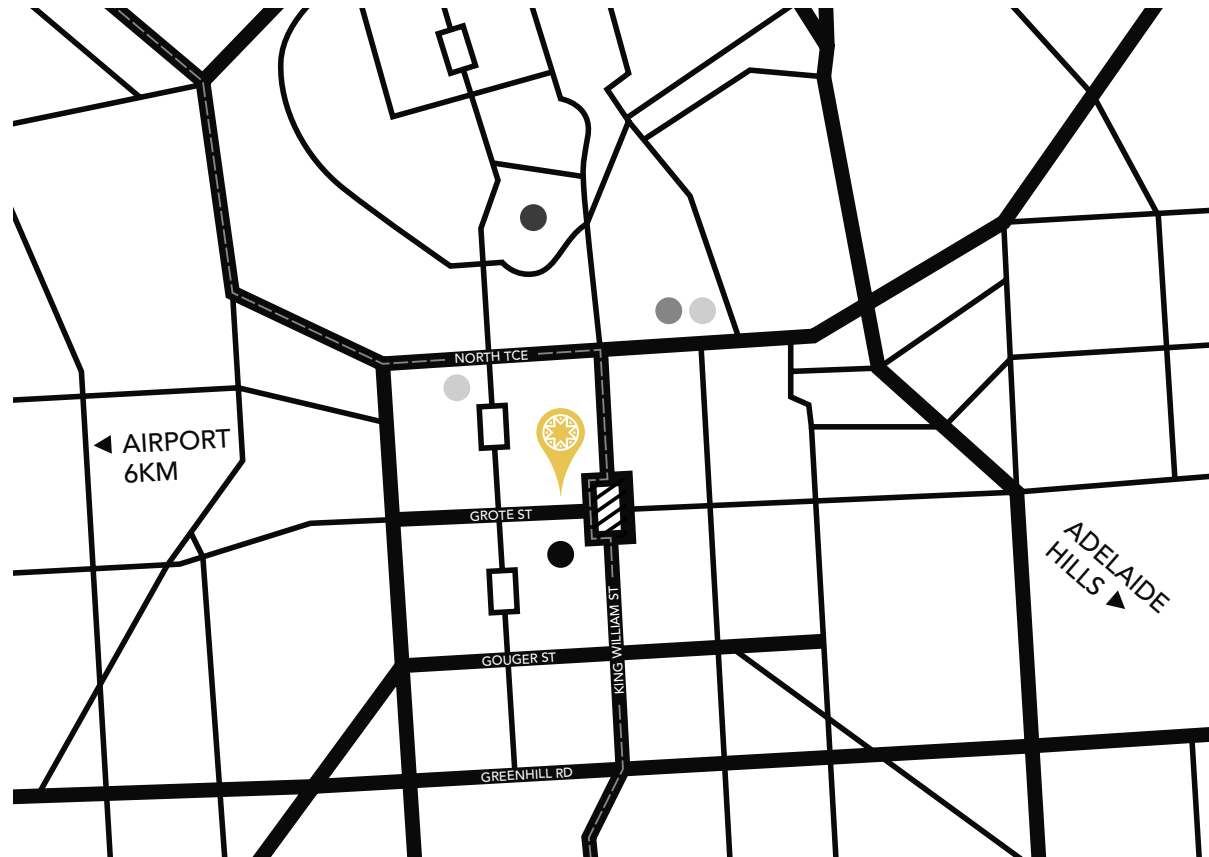 NORTH TCE
◀ AIRPORT
6KM
GROTE ST
ADELAIDE
HILLS ▶
KING WILLIAM ST
GOUGER ST
GREENHILL RD